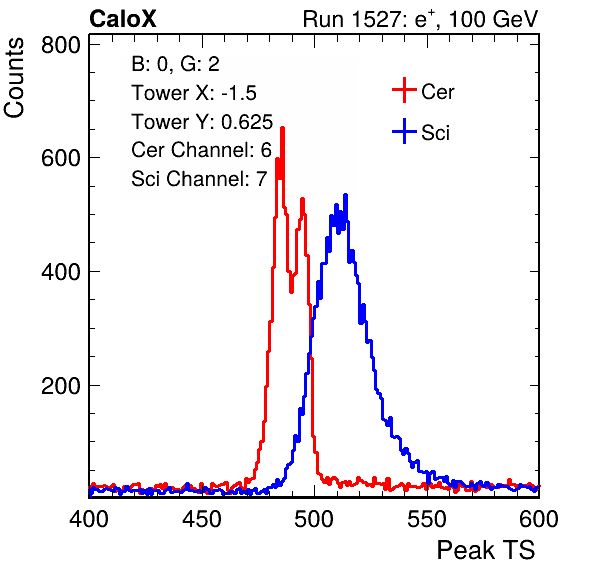 CaloX Run 1527: e⁺, 100 GeV
Counts
800
600
400
200
B: 0, G: 2
Tower X: -1.5
Tower Y: 0.625
Cer Channel: 6
Sci Channel: 7
Cer
Sci
400 450 500 550 600
Peak TS